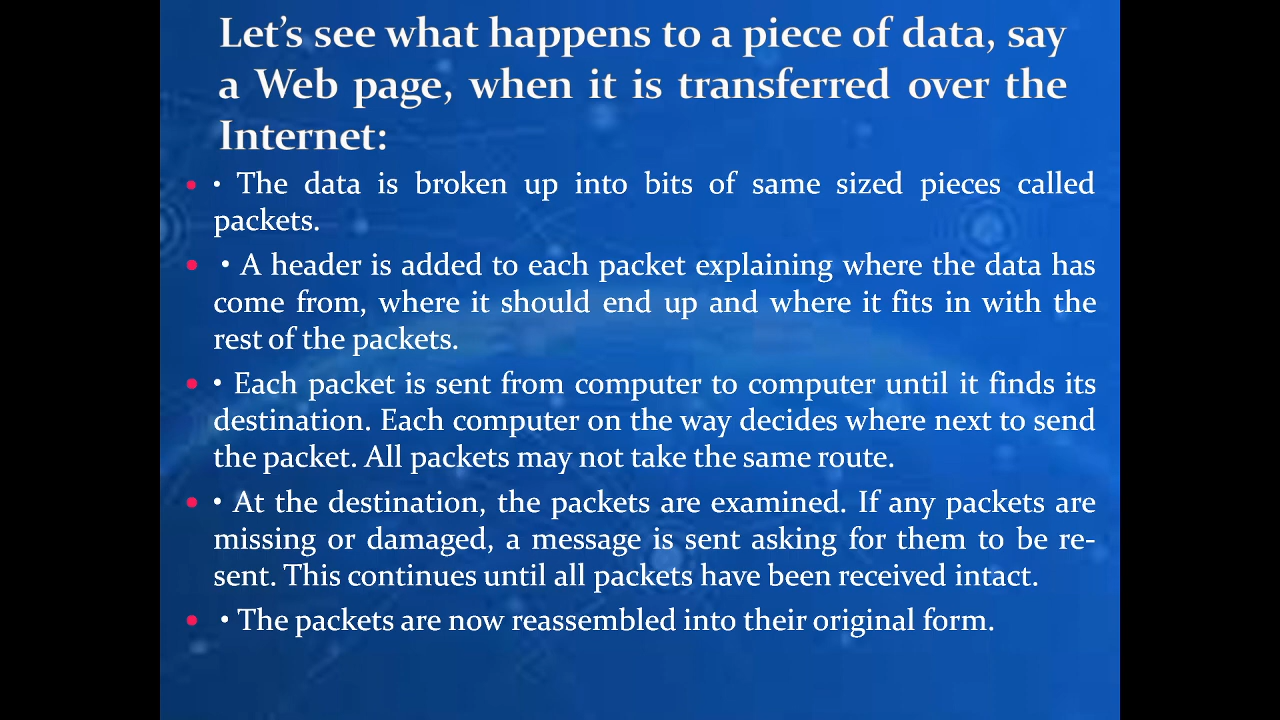 Let’s see what happens to a piece of data, say
a Web page, when it is transferred over the
Internet:
• • The data is broken up into bits of same sized pieces called
packets.
• • A header is added to each packet explaining where the data has
come from, where it should end up and where it fits in with the
rest of the packets.
• • Each packet is sent from computer to computer until it finds its
destination. Each computer on the way decides where next to send
the packet. All packets may not take the same route.
• • At the destination, the packets are examined. If any packets are
missing or damaged, a message is sent asking for them to be re-
sent. This continues until all packets have been received intact.
• • The packets are now reassembled into their original form.